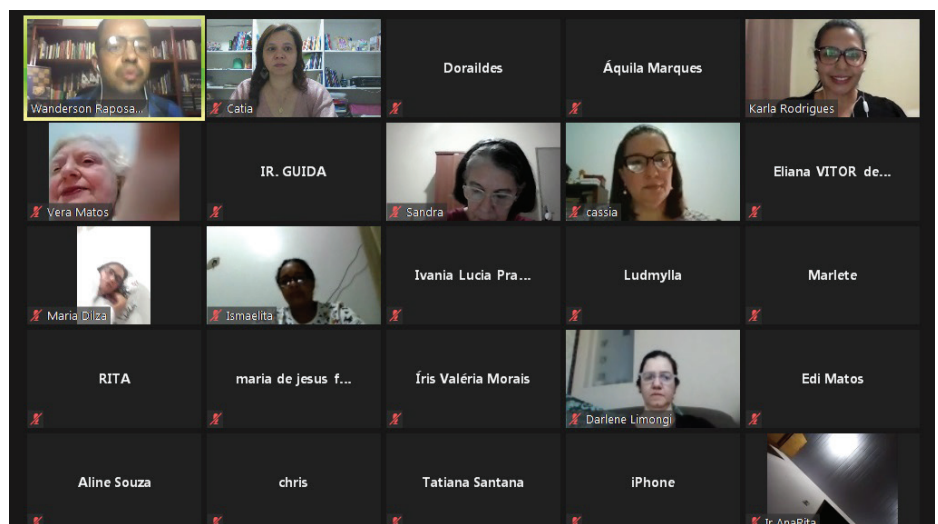 Wanderson Raposa...
Catia
Doraildes
Áquila Marques
Karla Rodrigues
Vera Matos
IR. GUIDA
Sandra
cassia
Eliana VITOR de...
Maria Dilza
Ismaelita
Ivania Lucia Pra...
Ludmylla
Marlete
RITA
maria de jesus f...
Íris Valéria Morais
Darlene Limongi
Edi Matos
Aline Souza
chris
Tatiana Santana
iPhone
Ir AnaRita